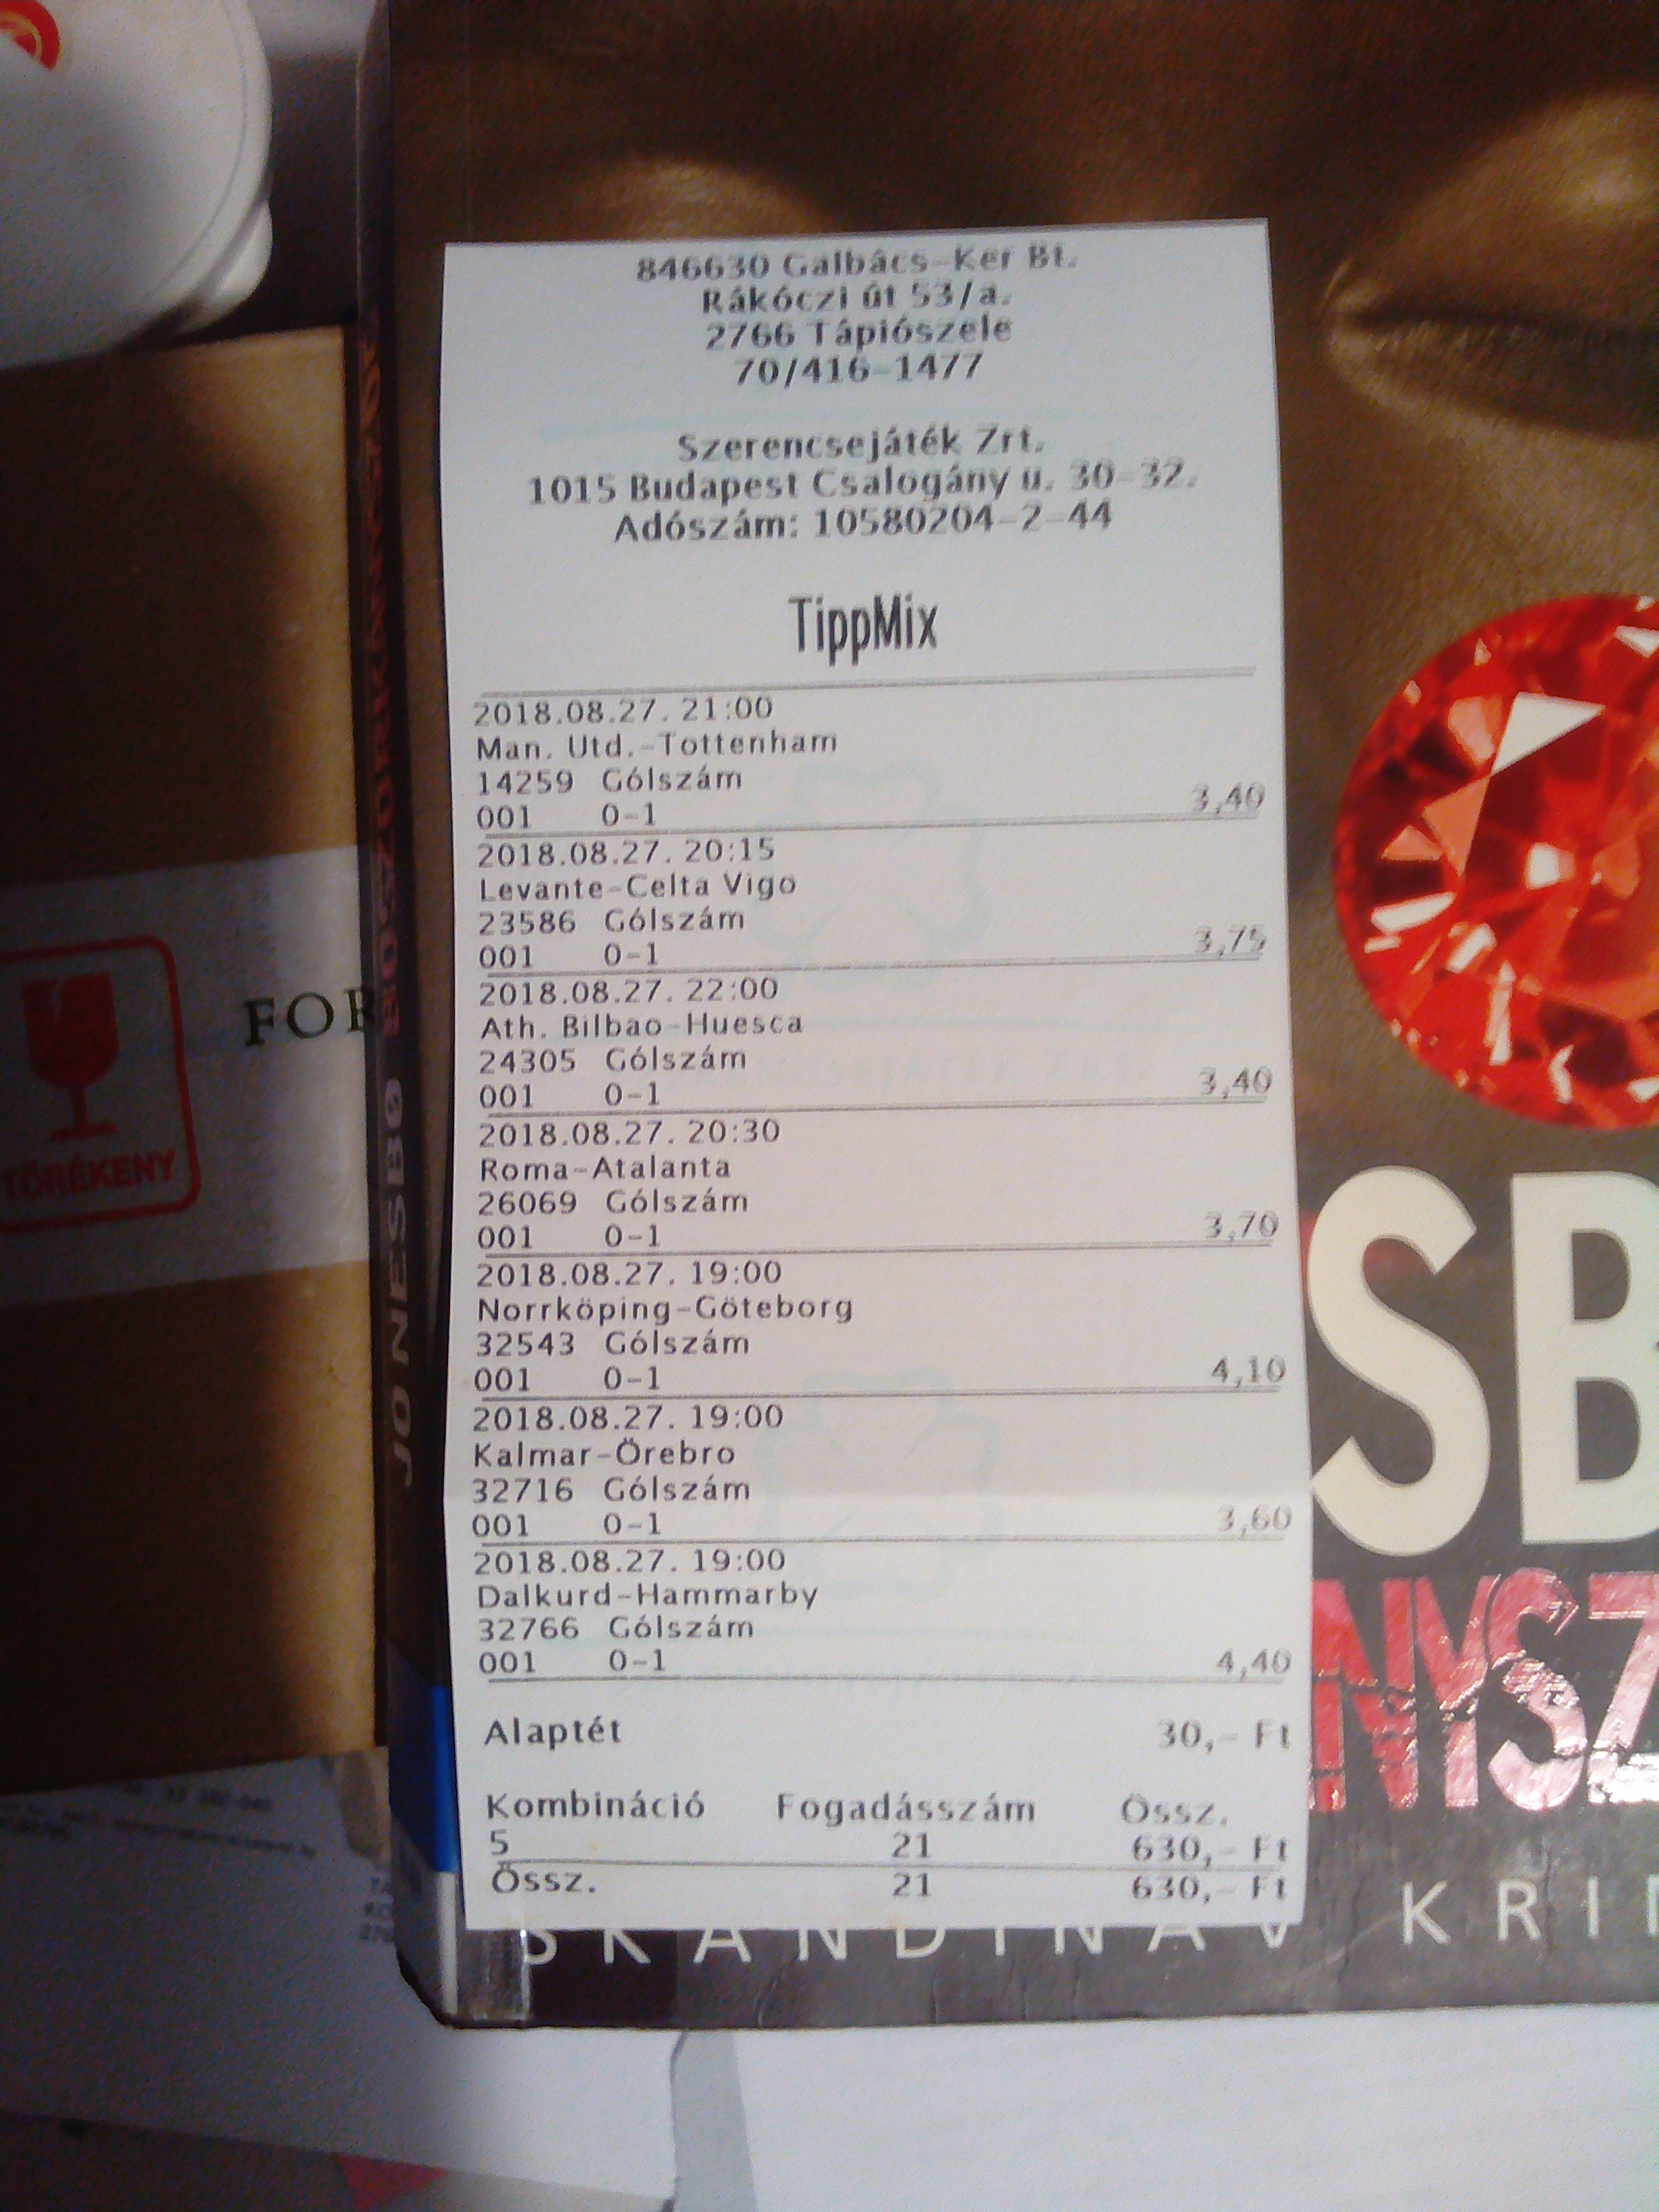 846630 Galbács-Ker Bt.
Rákóczi út 53/a.
2766 Tápiószele
70/416-1477
Szerencsejáték Zrt.
1015 Budapest Csalogány u. 30-32.
Adószám: 10580204-2-44
TippMix
2018.08.27. 21:00
Man. Utd.-Tottenham
14259 Gólszám
001 0-1 3,40
2018.08.27. 20:15
Levante-Celta Vigo
23586 Gólszám
001 0-1 3,75
2018.08.27. 22:00
Ath. Bilbao-Huesca
24305 Gólszám
001 0-1 3,40
2018.08.27. 20:30
Roma-Atalanta
26069 Gólszám
001 0-1 3,70
2018.08.27. 19:00
Norrköping-Göteborg
32543 Gólszám
001 0-1 4,10
2018.08.27. 19:00
Kalmar-Örebro
32716 Gólszám
001 0-1 3,60
2018.08.27. 19:00
Dalkurd-Hammarby
32766 Gólszám
001 0-1 4,40
Alaptét 30,- Ft
Kombináció Fogadásszám Össz.
5 21 630,- Ft
Össz. 21 630,- Ft
SKANDINÁV KRI
SB
NYSZ
JO NESBØ BOSZORKÁNYSZÖG
FOR
TÖRÉKENY